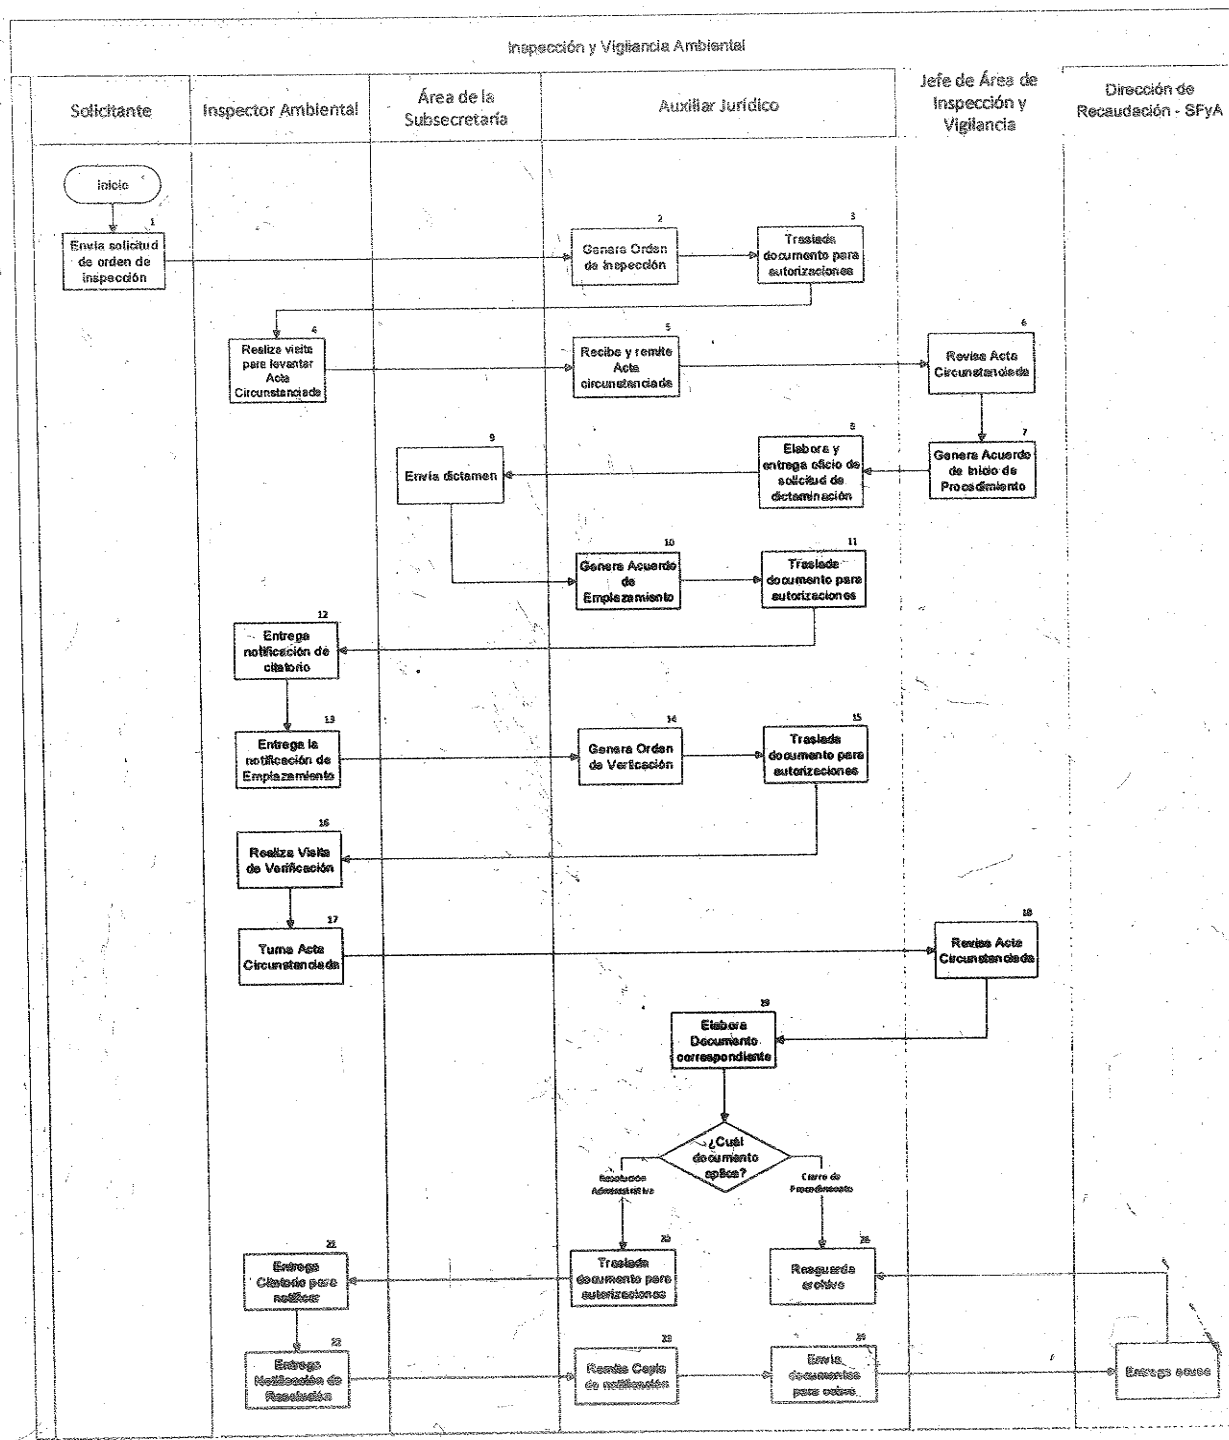 Inspección y Vigilancia Ambiental
Solicitante
Inspector Ambiental
Área de la
Subsecretaría
Auxiliar Jurídico
Jefe de Área de
Inspección y
Vigilancia
Dirección de
Recaudación - SFyA
Inicio
1
Envía solicitud
de orden de
inspección
2
Genera Orden
de Inspección
3
Traslada
documento para
autorizaciones
4
Realiza visita
para levantar
Acta
Circunstanciada
5
Recibe y remite
Acta
circunstanciada
6
Revisa Acta
Circunstanciada
7
Genera Acuerdo
de Inicio de
Procedimiento
8
Elabora y
entrega oficio de
solicitud de
dictaminación
9
Envía dictamen
10
Genera Acuerdo
de
Emplazamiento
11
Traslada
documento para
autorizaciones
12
Entrega
notificación de
citatorio
13
Entrega la
notificación de
Emplazamiento
14
Genera Orden
de Verficación
15
Traslada
documento para
autorizaciones
16
Realiza Visita
de Verificación
17
Turna Acta
Circunstanciada
18
Revisa Acta
Circunstanciada
19
Elabora
Documento
correspondiente
¿Cuál
documento
aplica?
Resolución
Administrativa
Cierre de
Procedimiento
20
Traslada
documento para
autorizaciones
21
Entrega
Citatorio para
notificar
22
Entrega
Notificación de
Resolución
23
Remite Copia
de notificación
24
Envía
documentos
para cobro
Entrega acuse
26
Resguarda
archivo